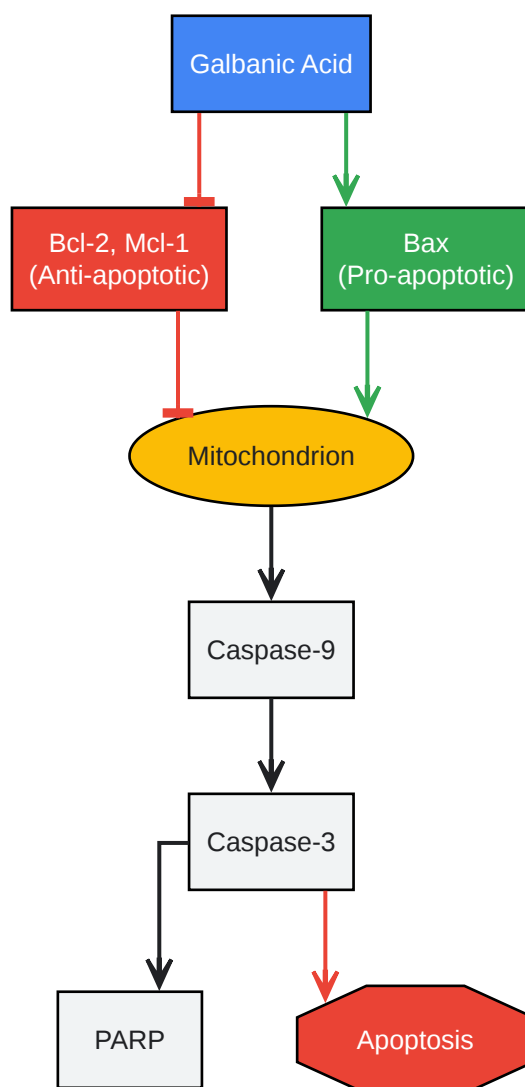 Galbanic Acid
Bcl-2, Mcl-1
(Anti-apoptotic)
Bax
(Pro-apoptotic)
Mitochondrion
Caspase-9
Caspase-3
PARP
Apoptosis